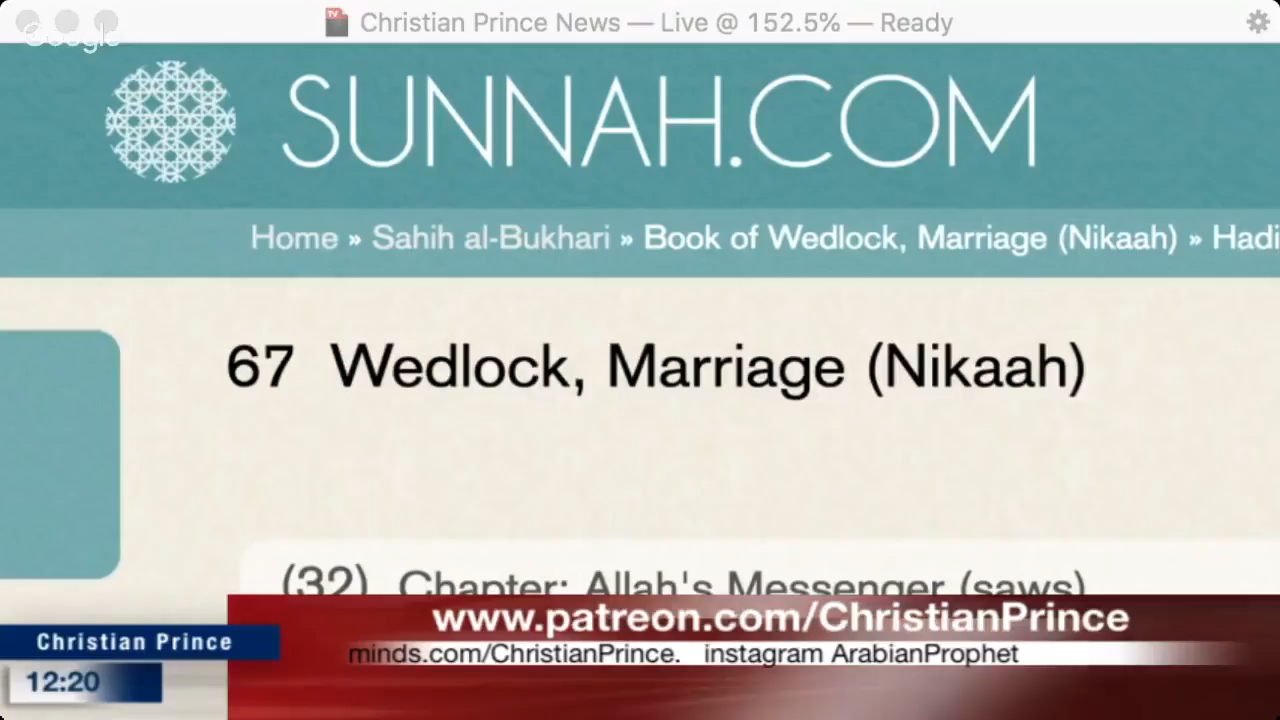 Christian Prince News — Live @ 152.5% — Ready
Google
SUNNAH.COM
Home » Sahih al-Bukhari » Book of Wedlock, Marriage (Nikaah) » Hadi
67 Wedlock, Marriage (Nikaah)
(32) Chapter: Allah's Messenger (saws)
www.patreon.com/ChristianPrince
minds.com/ChristianPrince. instagram ArabianProphet
Christian Prince
12:20